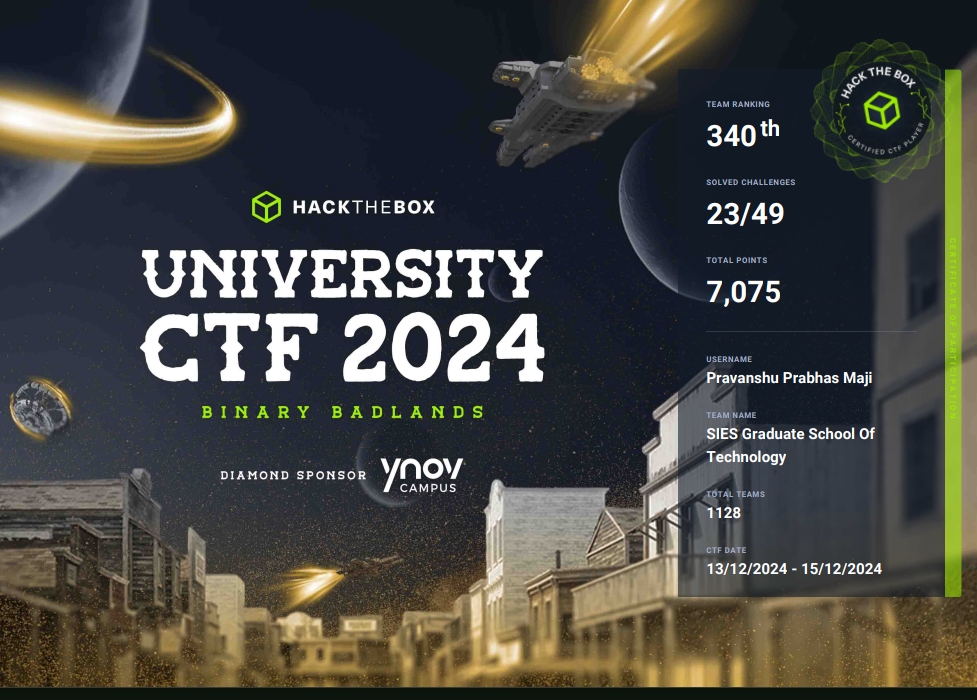 HACKTHEBOX
UNIVERSITY
CTF 2024
BINARY BADLANDS
DIAMOND SPONSOR
ynov
CAMPUS
HACK THE BOX
CERTIFIED CTF PLAYER
TEAM RANKING
340th
SOLVED CHALLENGES
23/49
TOTAL POINTS
7,075
USERNAME
Pravanshu Prabhas Maji
TEAM NAME
SIES Graduate School Of
Technology
TOTAL TEAMS
1128
CTF DATE
13/12/2024 - 15/12/2024
CERTIFICATE OF PARTICIPATION